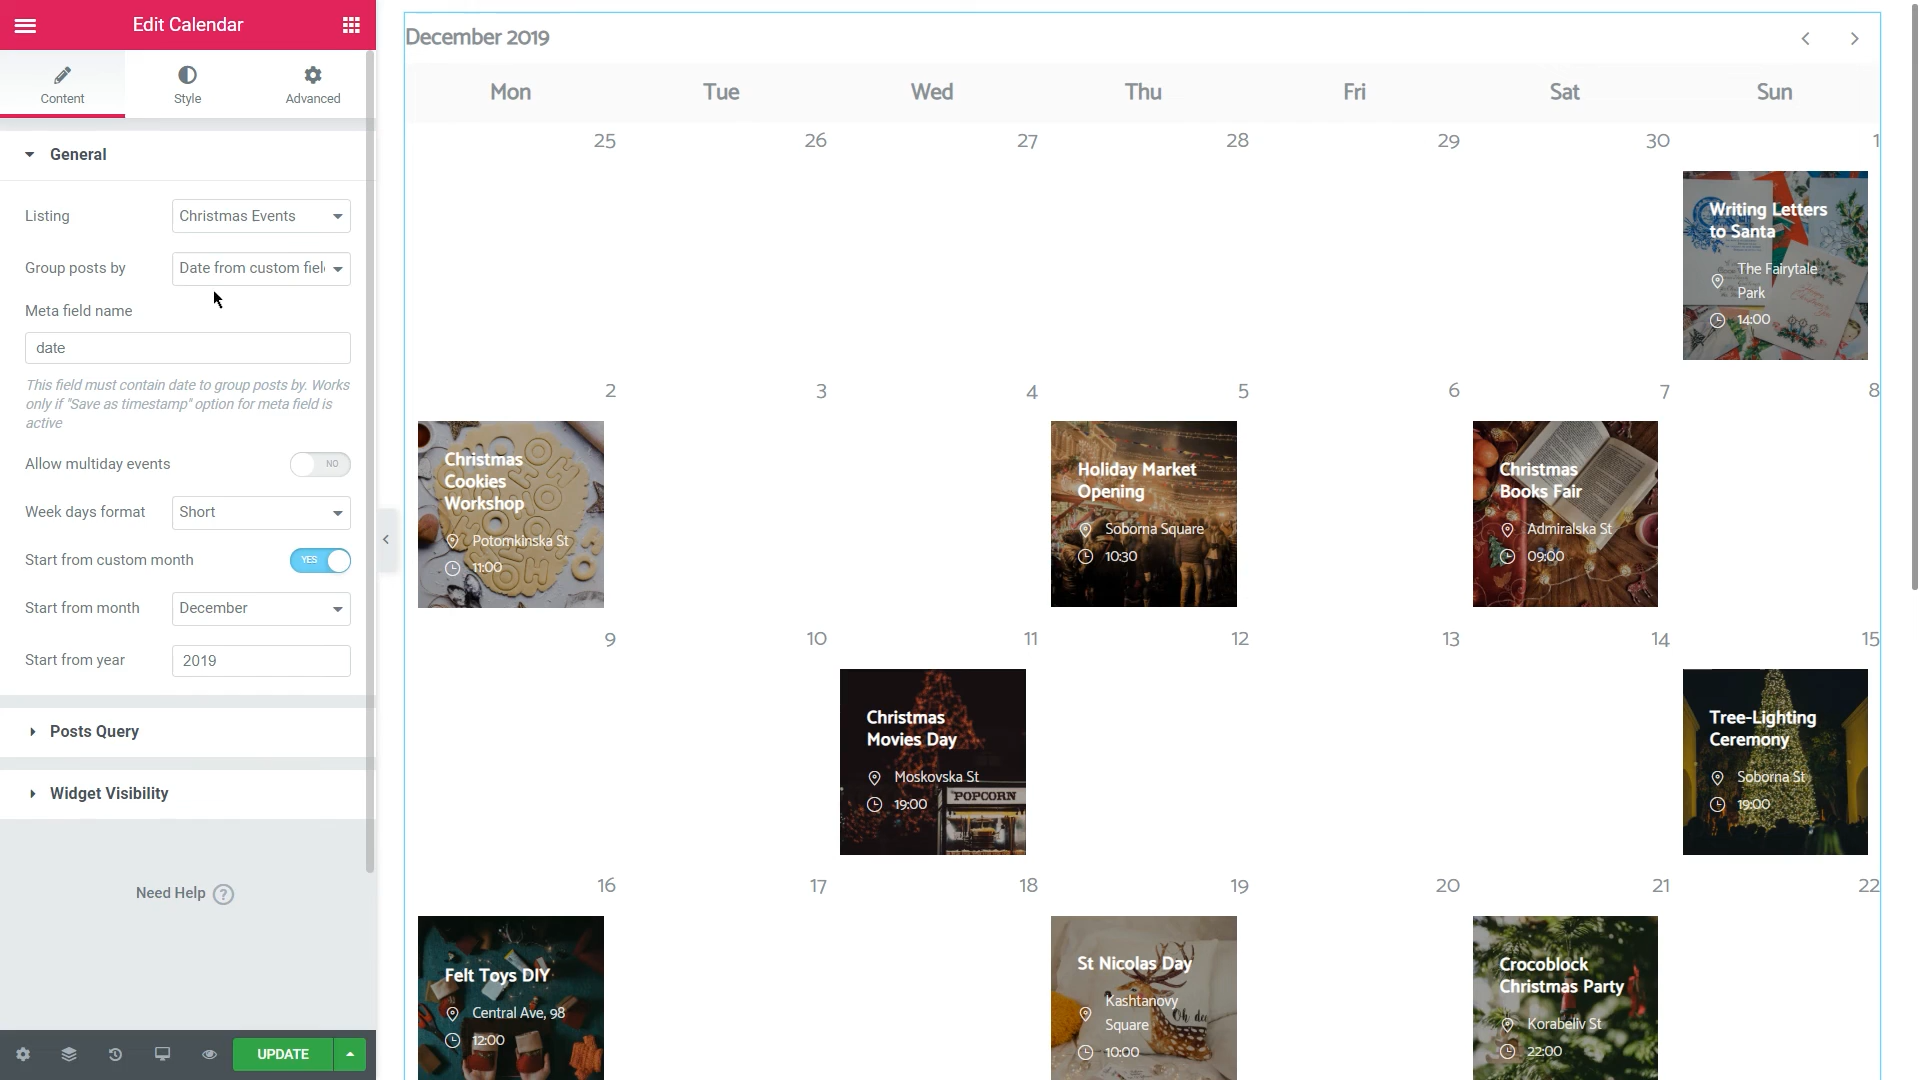 Edit Calendar
Content
Style
Advanced
General
Listing
Christmas Events
Group posts by
Date from custom fiel
Meta field name
date
This field must contain date to group posts by. Works
only if "Save as timestamp" option for meta field is
active
Allow multiday events
NO
Week days format
Short
Start from custom month
YES
Start from month
December
Start from year
2019
Posts Query
Widget Visibility
Need Help ?
UPDATE
December 2019
Mon Tue Wed Thu Fri Sat Sun
25 26 27 28 29 30 1
Writing Letters
to Santa
The Fairytale
Park
14:00
2 3 4 5 6 7 8
Christmas
Cookies
Workshop
Potomkinska St
11:00
Holiday Market
Opening
Soborna Square
10:30
Christmas
Books Fair
Admiralska St
09:00
9 10 11 12 13 14 15
Christmas
Movies Day
Moskovska St
19:00
POPCORN
Tree-Lighting
Ceremony
Soborna St
19:00
16 17 18 19 20 21 22
Felt Toys DIY
Central Ave, 98
12:00
St Nicolas Day
Kashtanovy
Square
10:00
Crocoblock
Christmas Party
Korabeliv St
22:00